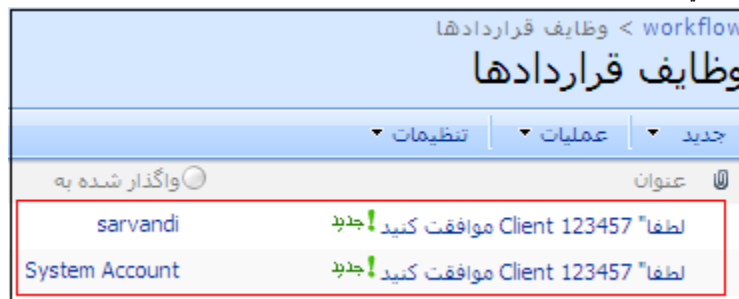 workflow > وظایف قراردادها
وظایف قراردادها
جدید عملیات تنظیمات
عنوان واگذار شده به
لطفا" Client 123457 موافقت کنید ! جدید sarvandi
لطفا" Client 123457 موافقت کنید ! جدید System Account